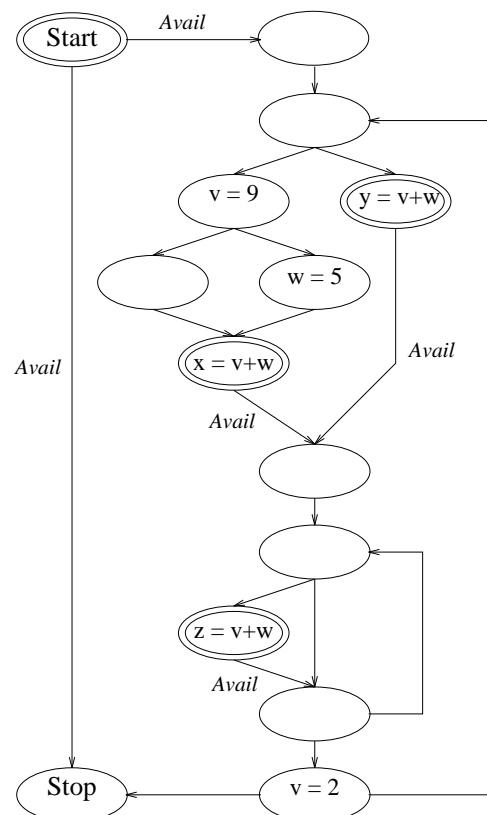 Start
Avail
v = 9
y = v+w
w = 5
Avail
x = v+w
Avail
Avail
z = v+w
Avail
Stop
v = 2